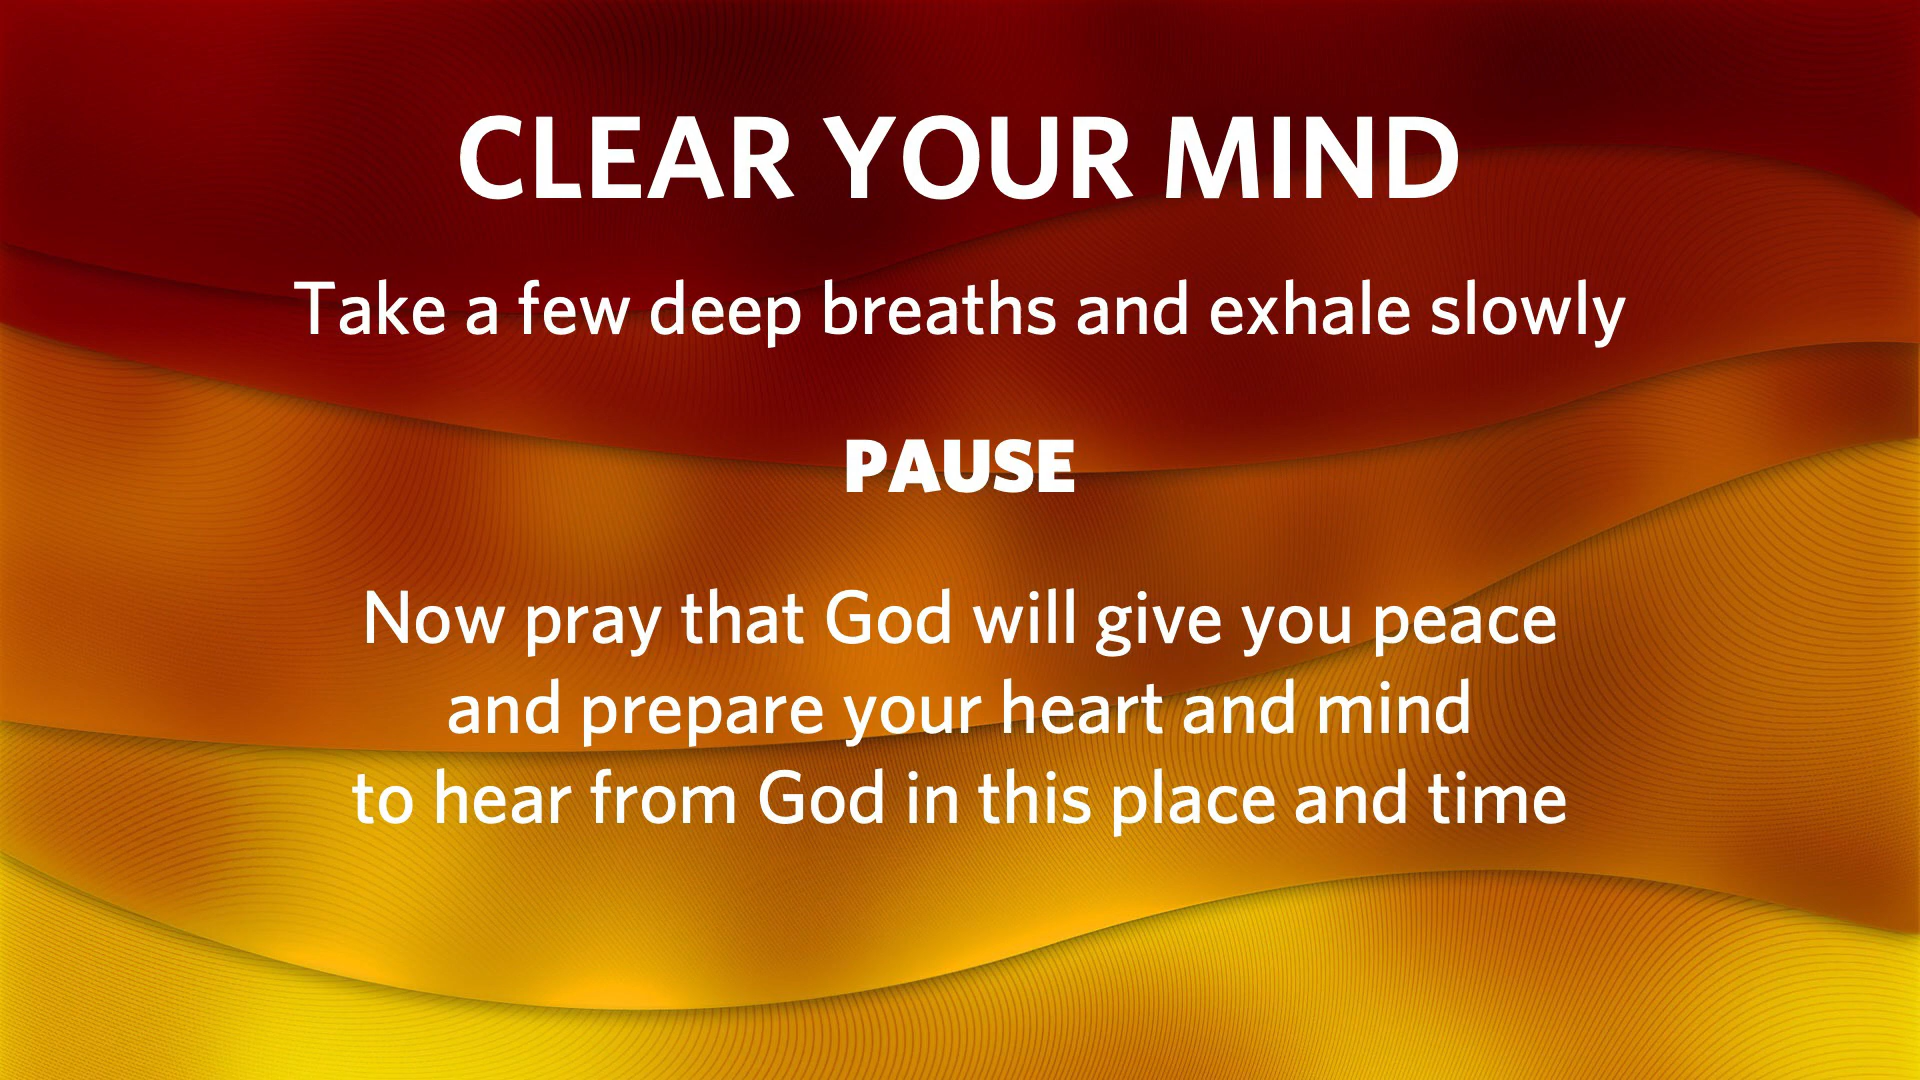 CLEAR YOUR MIND
Take a few deep breaths and exhale slowly
PAUSE
Now pray that God will give you peace
and prepare your heart and mind
to hear from God in this place and time